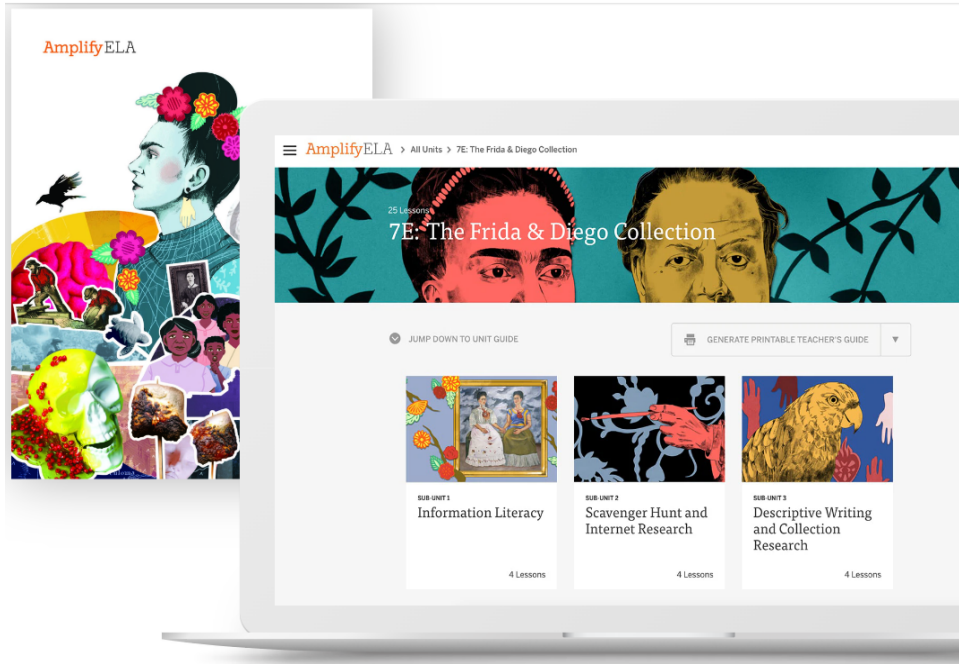 AmplifyELA
AmplifyELA > All Units > 7E: The Frida & Diego Collection
25 Lessons
7E: The Frida & Diego Collection
JUMP DOWN TO UNIT GUIDE
GENERATE PRINTABLE TEACHER'S GUIDE
SUB-UNIT 1
Information Literacy
4 Lessons
SUB-UNIT 2
Scavenger Hunt and
Internet Research
4 Lessons
SUB-UNIT 3
Descriptive Writing
and Collection
Research
4 Lessons